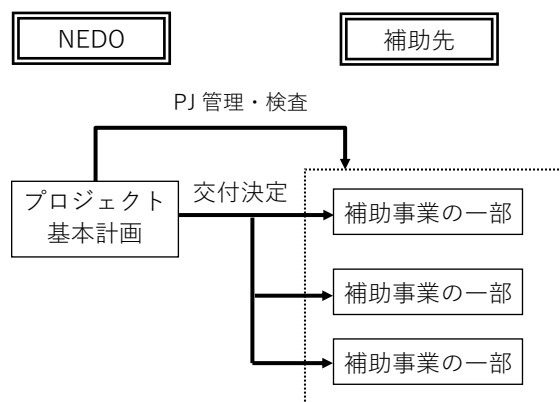 NEDO
補助先
PJ 管理・検査
プロジェクト
基本計画
交付決定
補助事業の一部
補助事業の一部
補助事業の一部